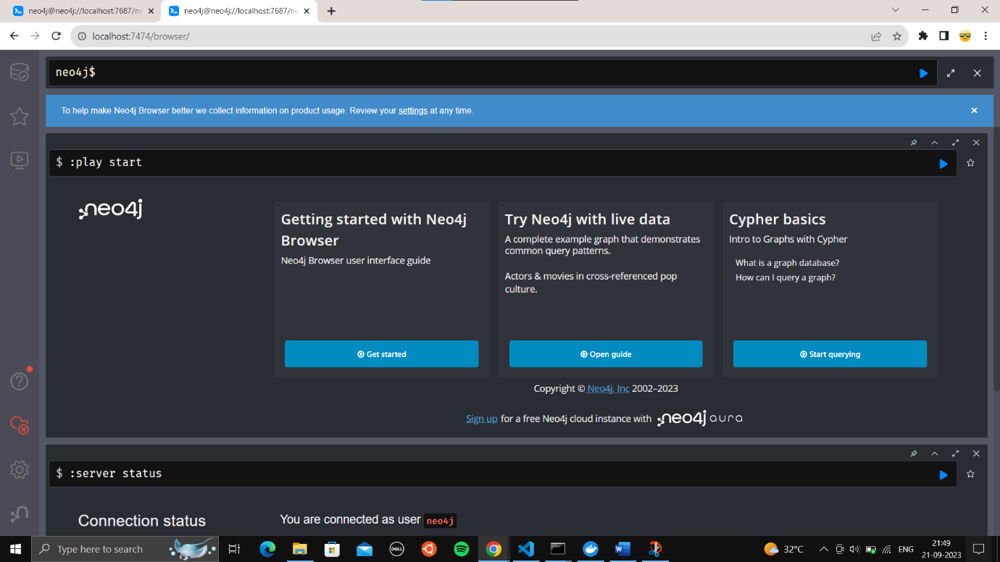 neo4j@neo4j://localhost:7687/ne
neo4j@neo4j://localhost:7687/ne
localhost:7474/browser/
neo4j$
To help make Neo4j Browser better we collect information on product usage. Review your settings at any time.
$ :play start
neo4j
Getting started with Neo4j
Browser
Neo4j Browser user interface guide
Get started
Try Neo4j with live data
A complete example graph that demonstrates
common query patterns.
Actors & movies in cross-referenced pop
culture.
Open guide
Cypher basics
Intro to Graphs with Cypher
What is a graph database?
How can I query a graph?
Start querying
Copyright © Neo4j, Inc 2002–2023
Sign up for a free Neo4j cloud instance with neo4j aura
$ :server status
Connection status
You are connected as user neo4j
Type here to search
DELL
32°C
ENG
21:49
21-09-2023